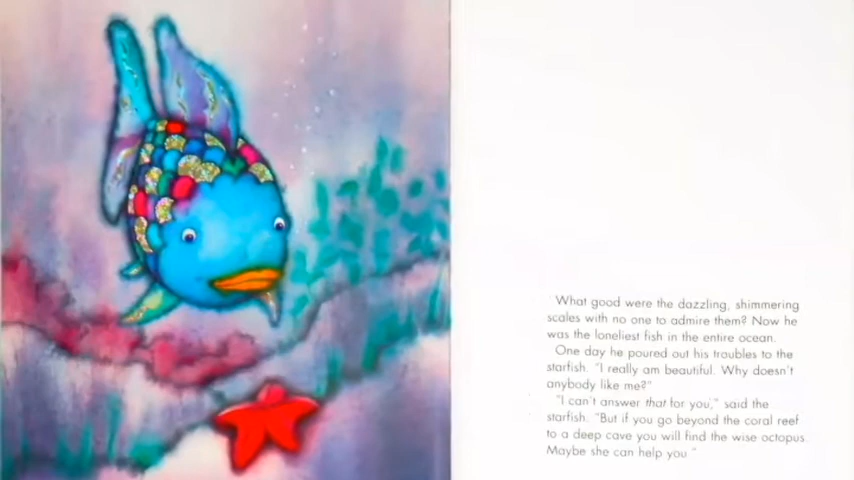 What good were the dazzling, shimmering
scales with no one to admire them? Now he
was the loneliest fish in the entire ocean.
One day he poured out his troubles to the
starfish. "I really am beautiful. Why doesn't
anybody like me?"
"I can't answer that for you," said the
starfish. "But if you go beyond the coral reef
to a deep cave you will find the wise octopus.
Maybe she can help you."